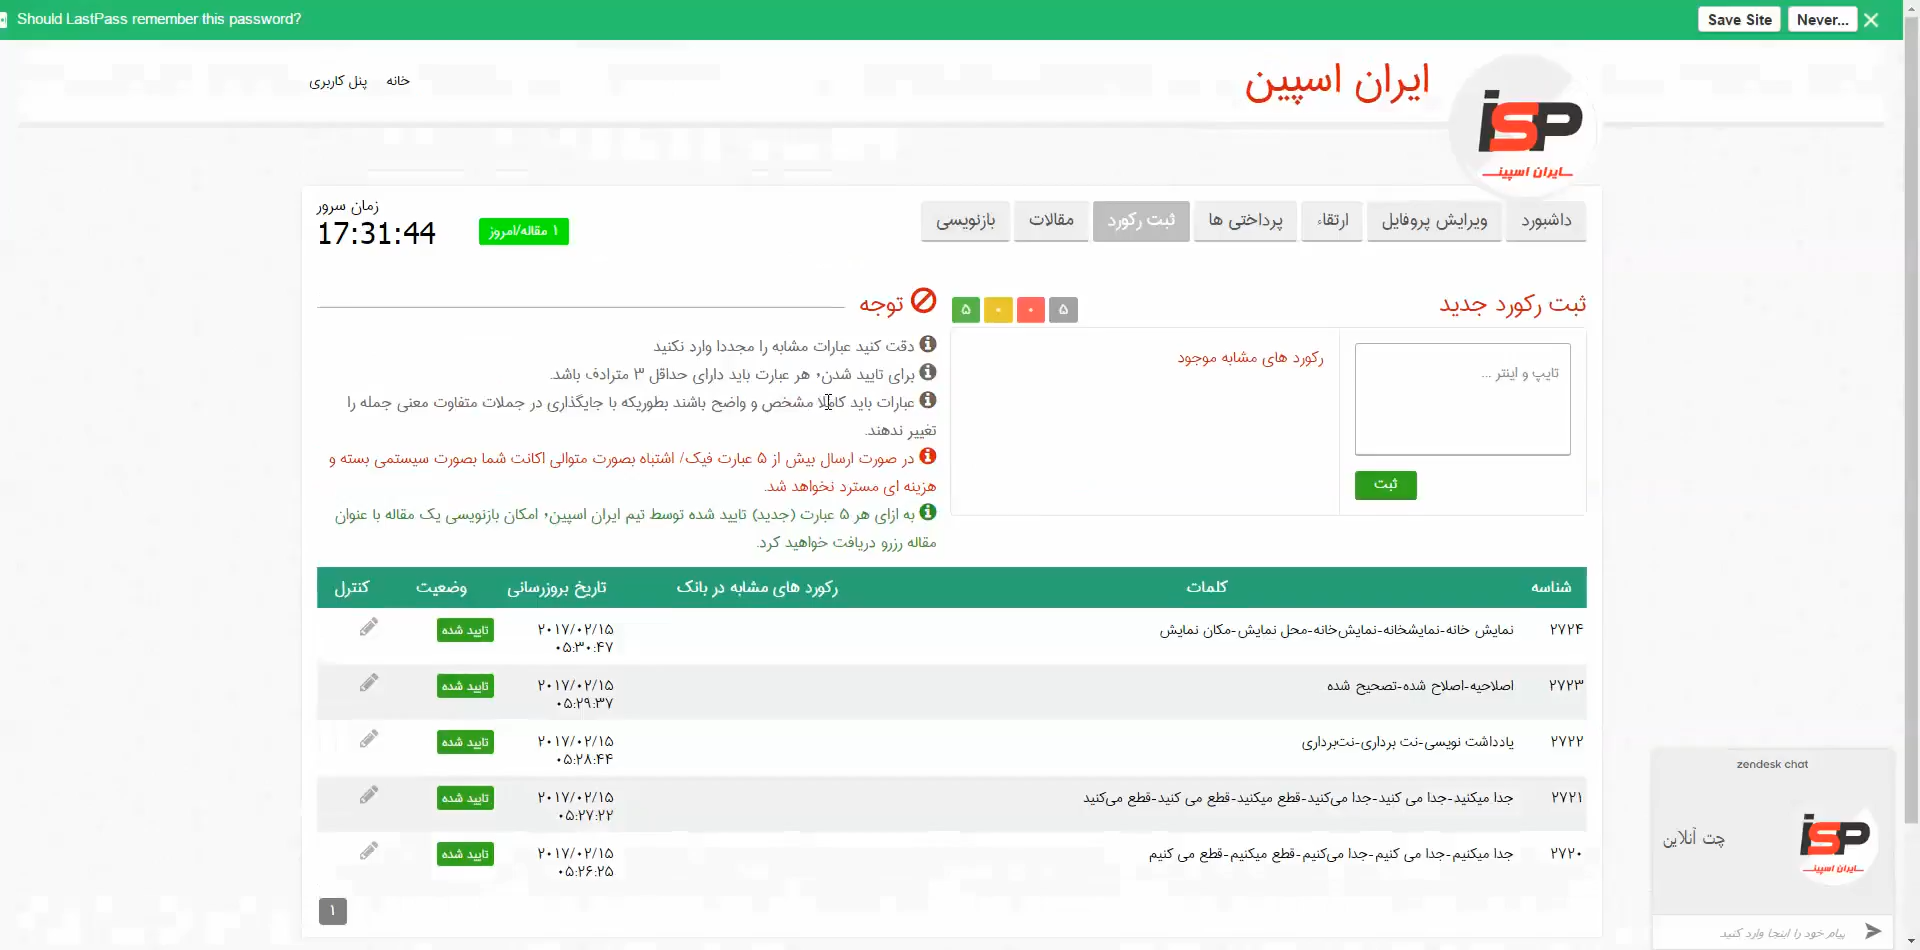 Should LastPass remember this password?
Save Site
Never...
ایران اسپین
iSP
ایران اسپین
خانه
پنل کاربری
داشبورد
ویرایش پروفایل
ارتقاء
پرداختی ها
ثبت رکورد
مقالات
بازنویسی
۱ مقاله/امروز
زمان سرور
17:31:44
ثبت رکورد جدید
۵
۰
۰
۵
تایپ و اینتر ...
ثبت
رکورد های مشابه موجود
توجه
دقت کنید عبارات مشابه را مجددا وارد نکنید
برای تایید شدن، هر عبارت باید دارای حداقل ۳ مترادف باشد.
عبارات باید کاملا مشخص و واضح باشند بطوریکه با جایگذاری در جملات متفاوت معنی جمله را
تغییر ندهند.
در صورت ارسال بیش از ۵ عبارت فیک/ اشتباه بصورت متوالی اکانت شما بصورت سیستمی بسته و
هزینه ای مسترد نخواهد شد.
به ازای هر ۵ عبارت (جدید) تایید شده توسط تیم ایران اسپین، امکان بازنویسی یک مقاله با عنوان
مقاله رزرو دریافت خواهید کرد.
شناسه کلمات رکورد های مشابه در بانک تاریخ بروزرسانی وضعیت کنترل
۲۷۲۴ نمایش خانه-نمایشخانه-نمایش‌خانه-محل نمایش-مکان نمایش ۲۰۱۷/۰۲/۱۵ تایید شده
۰۵:۳۰:۴۷
۲۷۲۳ اصلاحیه-اصلاح شده-تصحیح شده ۲۰۱۷/۰۲/۱۵ تایید شده
۰۵:۲۹:۳۷
۲۷۲۲ یادداشت نویسی-نت برداری-نت‌برداری ۲۰۱۷/۰۲/۱۵ تایید شده
۰۵:۲۸:۴۴
۲۷۲۱ جدا میکنید-جدا می کنید-جدا می‌کنید-قطع میکنید-قطع می کنید-قطع می‌کنید ۲۰۱۷/۰۲/۱۵ تایید شده
۰۵:۲۷:۲۲
۲۷۲۰ جدا میکنیم-جدا می کنیم-جدا می‌کنیم-قطع میکنیم-قطع می کنیم ۲۰۱۷/۰۲/۱۵ تایید شده
۰۵:۲۶:۲۵
۱
zendesk chat
چت آنلاین
iSP
ایران اسپین
پیام خود را اینجا وارد کنید